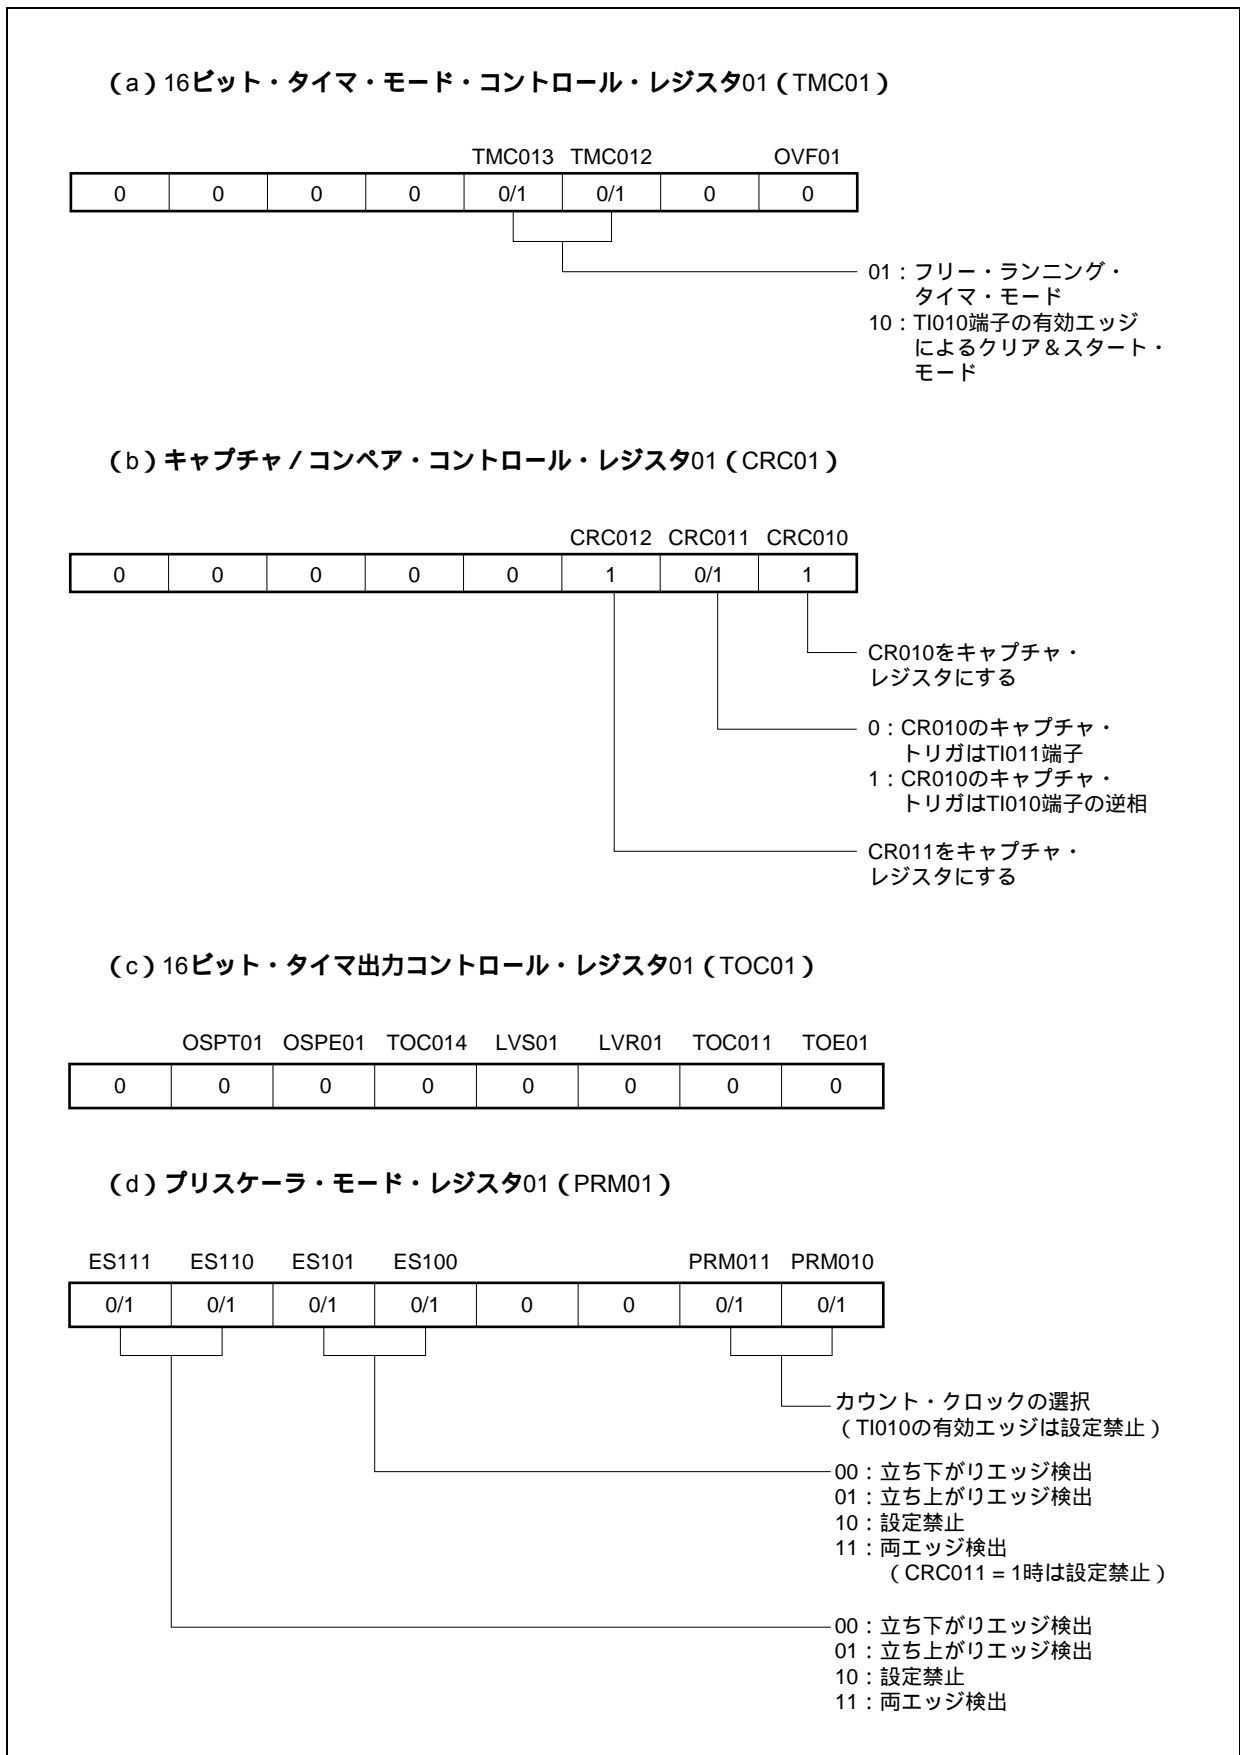 （a）16ビット・タイマ・モード・コントロール・レジスタ01（TMC01）
TMC013 TMC012 OVF01
0 0 0 0 0/1 0/1 0 0
01：フリー・ランニング・
タイマ・モード
10：TI010端子の有効エッジ
によるクリア＆スタート・
モード
（b）キャプチャ／コンペア・コントロール・レジスタ01（CRC01）
CRC012 CRC011 CRC010
0 0 0 0 0 1 0/1 1
CR010をキャプチャ・
レジスタにする
0：CR010のキャプチャ・
トリガはTI011端子
1：CR010のキャプチャ・
トリガはTI010端子の逆相
CR011をキャプチャ・
レジスタにする
（c）16ビット・タイマ出力コントロール・レジスタ01（TOC01）
OSPT01 OSPE01 TOC014 LVS01 LVR01 TOC011 TOE01
0 0 0 0 0 0 0 0
（d）プリスケーラ・モード・レジスタ01（PRM01）
ES111 ES110 ES101 ES100 PRM011 PRM010
0/1 0/1 0/1 0/1 0 0 0/1 0/1
カウント・クロックの選択
（TI010の有効エッジは設定禁止）
00：立ち下がりエッジ検出
01：立ち上がりエッジ検出
10：設定禁止
11：両エッジ検出
（CRC011 = 1時は設定禁止）
00：立ち下がりエッジ検出
01：立ち上がりエッジ検出
10：設定禁止
11：両エッジ検出